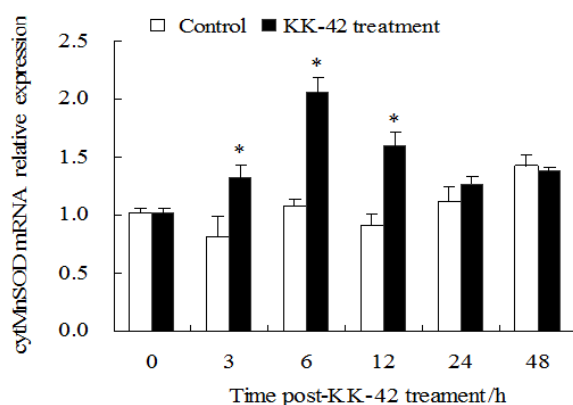 Control KK-42 treatment
cytMnSOD mRNA relative expression
2.5
2.0
1.5
1.0
0.5
0.0
*
*
*
0 3 6 12 24 48
Time post-KK-42 treament/h